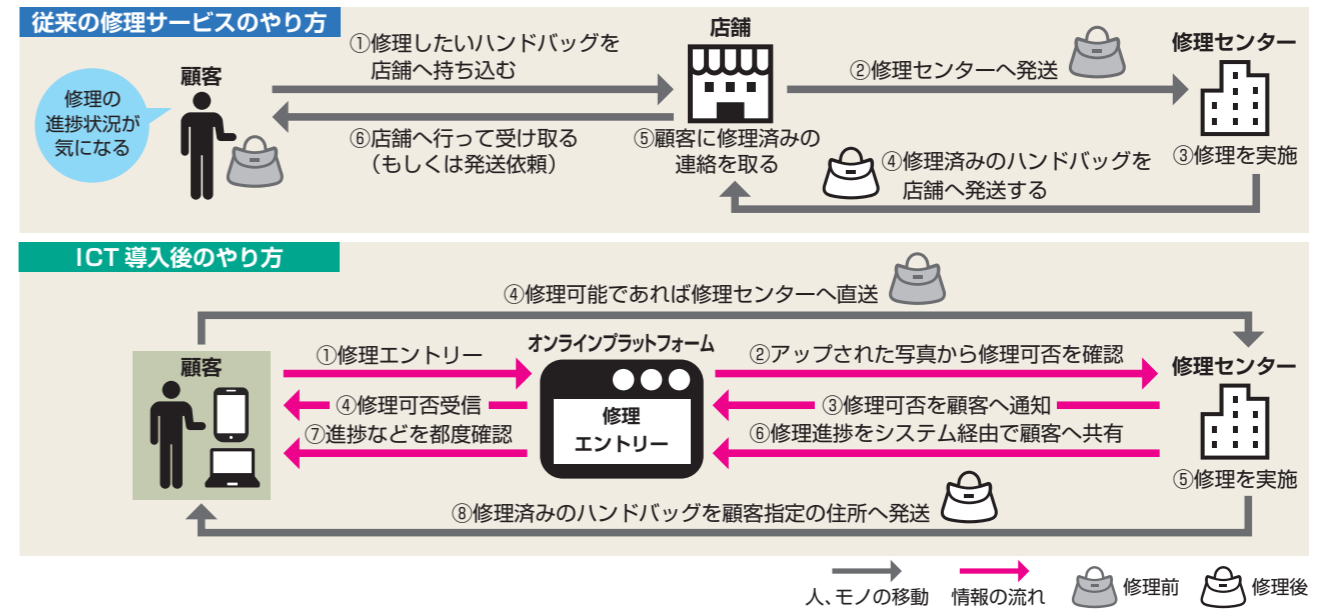 従来の修理サービスのやり方
修理の
進捗状況が
気になる
顧客
①修理したいハンドバッグを
店舗へ持ち込む
店舗
②修理センターへ発送
修理センター
③修理を実施
④修理済みのハンドバッグを
店舗へ発送する
⑤顧客に修理済みの
連絡を取る
⑥店舗へ行って受け取る
（もしくは発送依頼）
ICT 導入後のやり方
④修理可能であれば修理センターへ直送
顧客
①修理エントリー
オンラインプラットフォーム
修理
エントリー
②アップされた写真から修理可否を確認
修理センター
④修理可否受信
③修理可否を顧客へ通知
⑦進捗などを都度確認
⑥修理進捗をシステム経由で顧客へ共有
⑤修理を実施
⑧修理済みのハンドバッグを顧客指定の住所へ発送
人、モノの移動
情報の流れ
修理前
修理後